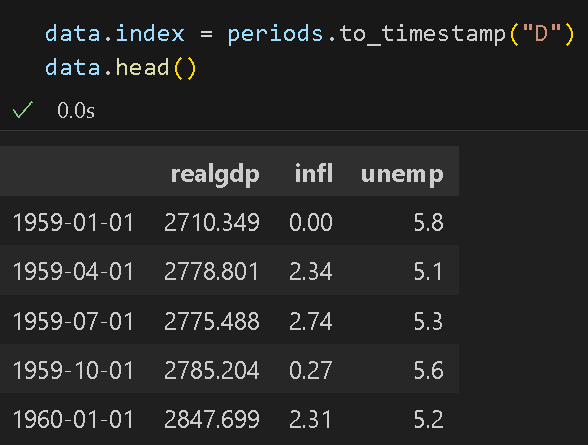 data.index = periods.to_timestamp("D")
data.head()
0.0s
realgdp infl unemp
1959-01-01 2710.349 0.00 5.8
1959-04-01 2778.801 2.34 5.1
1959-07-01 2775.488 2.74 5.3
1959-10-01 2785.204 0.27 5.6
1960-01-01 2847.699 2.31 5.2